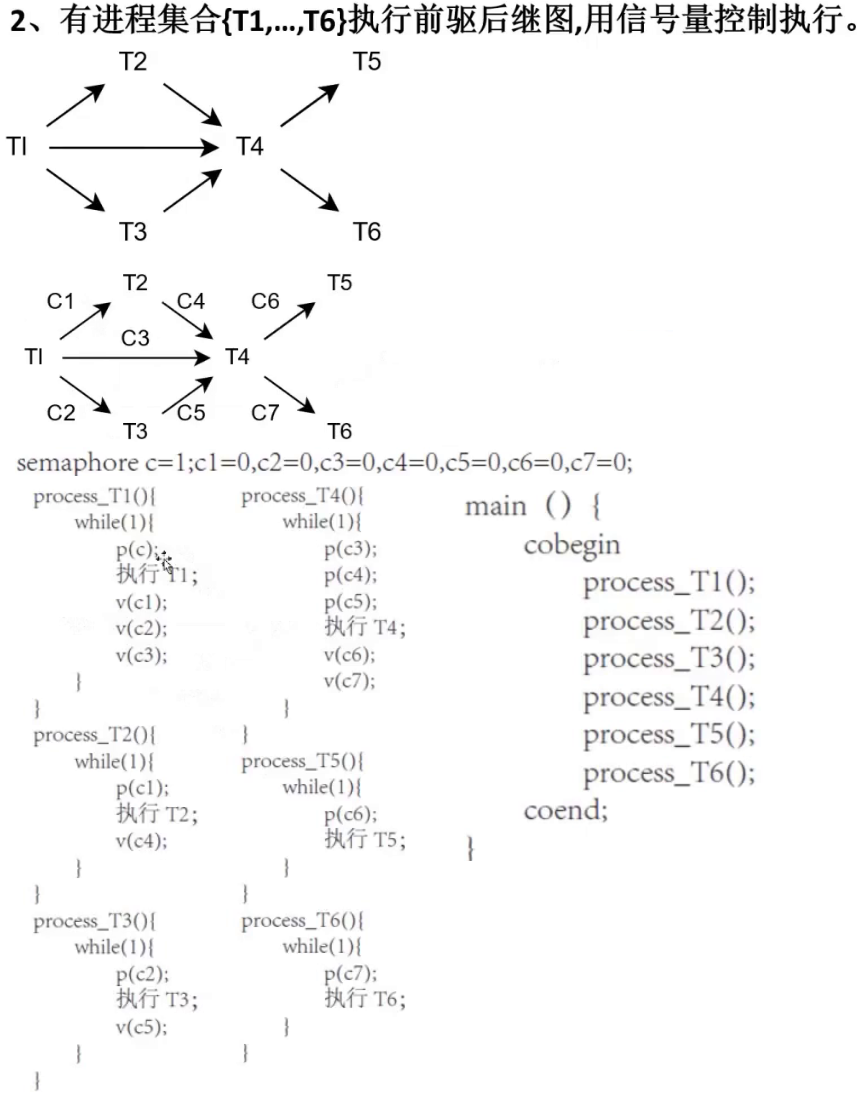 2、有进程集合{T1,...,T6}执行前驱后继图,用信号量控制执行。
T2 T5
TI T4
T3 T6
T2 T5
C1 C4 C6
C3
TI T4
C2 C5 C7
T3 T6
semaphore c=1;c1=0,c2=0,c3=0,c4=0,c5=0,c6=0,c7=0;
process_T1(){
while(1){
p(c);
执行 T1;
v(c1);
v(c2);
v(c3);
}
}
process_T2(){
while(1){
p(c1);
执行 T2;
v(c4);
}
}
process_T3(){
while(1){
p(c2);
执行 T3;
v(c5);
}
}
process_T4(){
while(1){
p(c3);
p(c4);
p(c5);
执行 T4;
v(c6);
v(c7);
}
}
process_T5(){
while(1){
p(c6);
执行 T5;
}
}
process_T6(){
while(1){
p(c7);
执行 T6;
}
}
main () {
cobegin
process_T1();
process_T2();
process_T3();
process_T4();
process_T5();
process_T6();
coend;
}